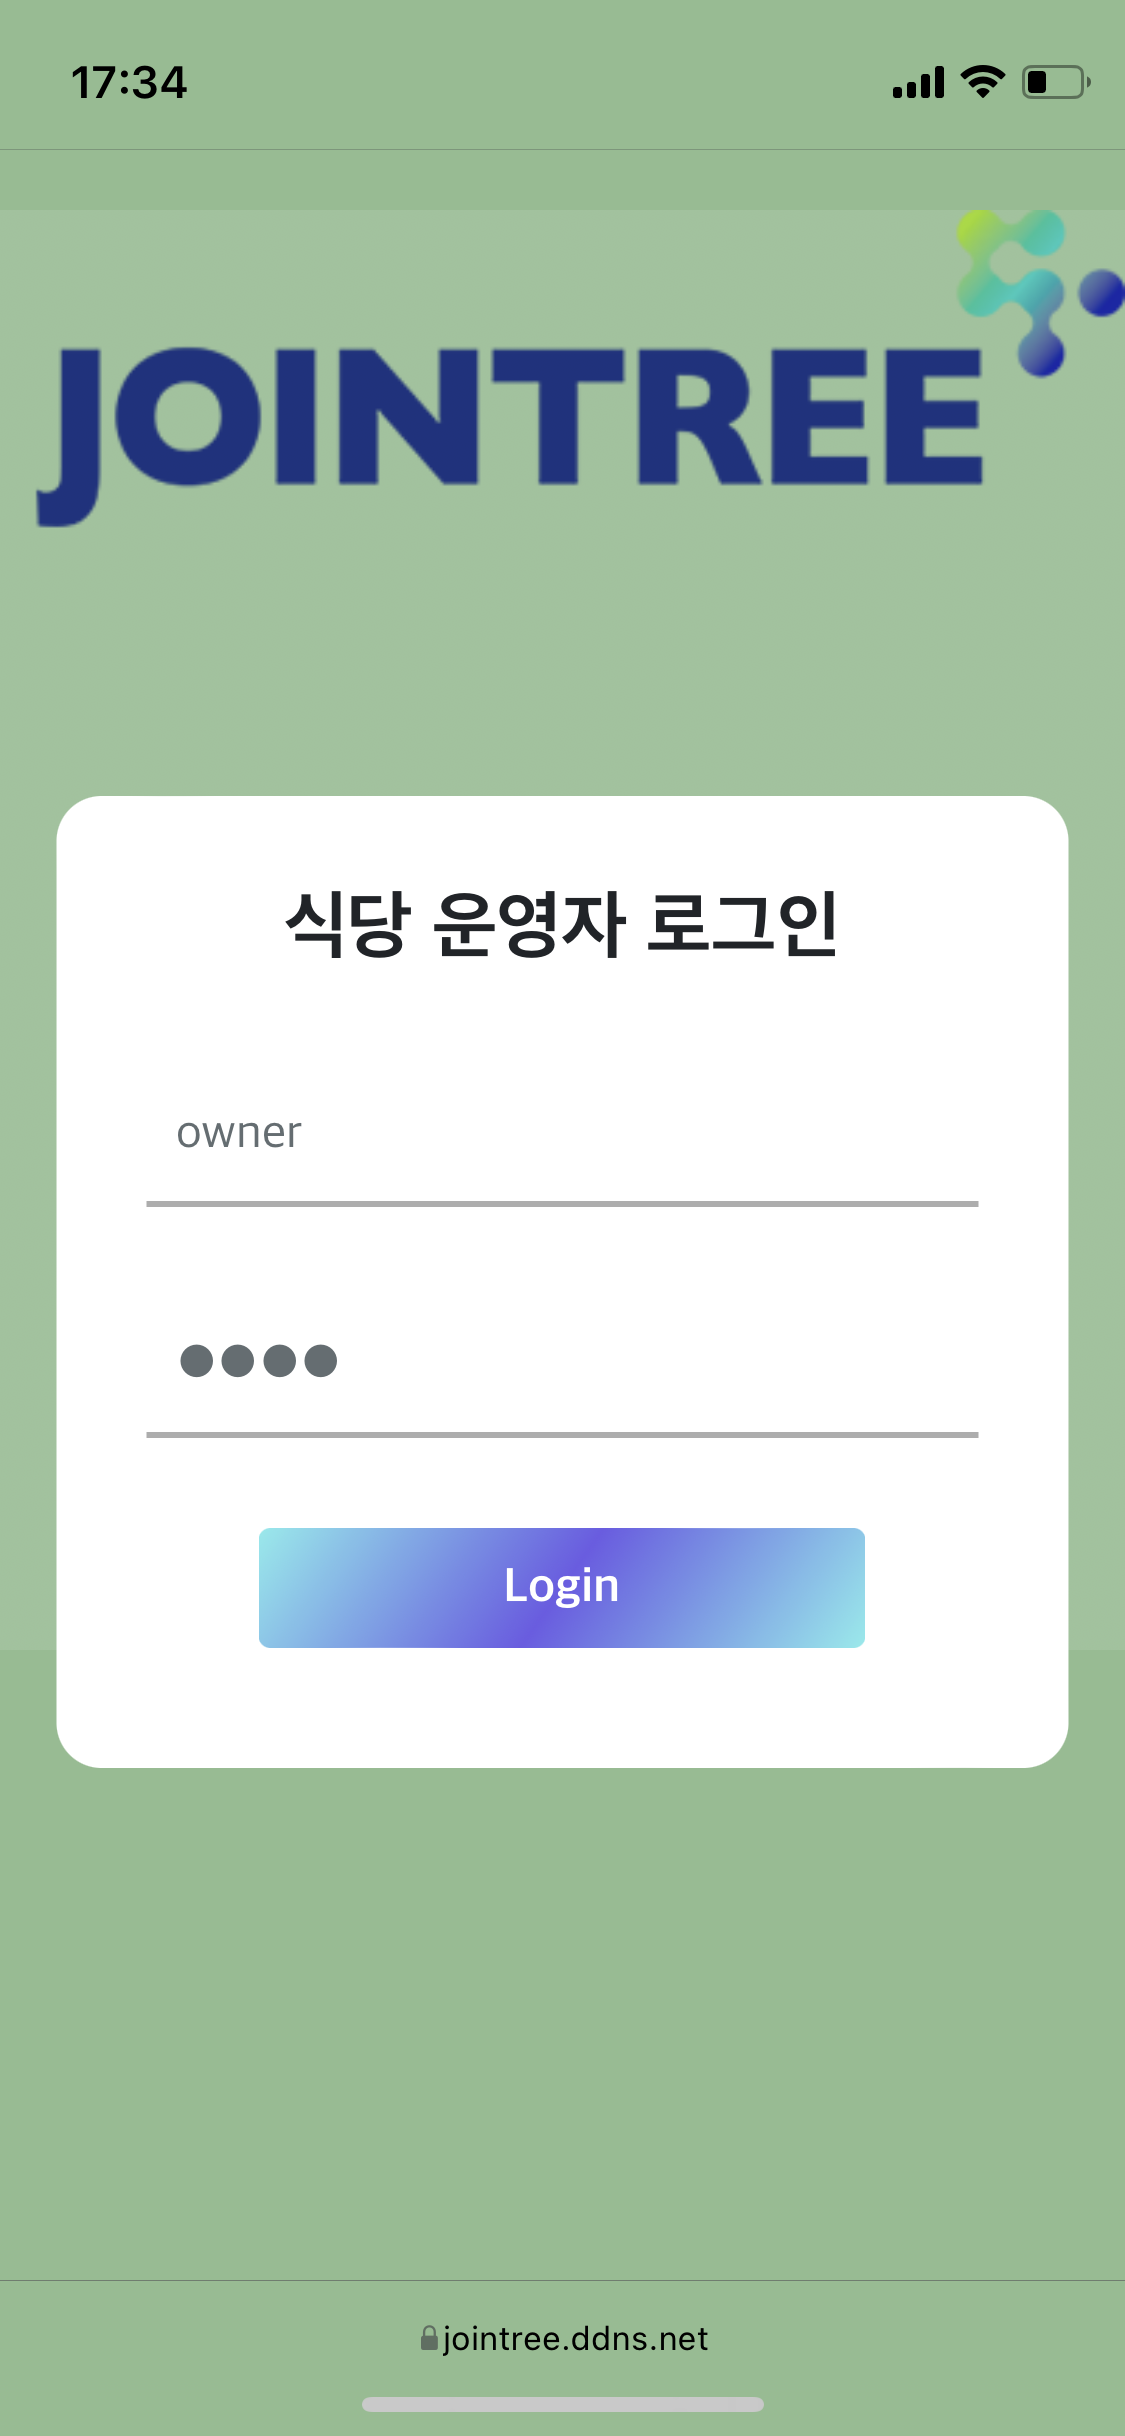 17:34
JOINTREE
식당 운영자 로그인
owner
●●●●
Login
jointree.ddns.net